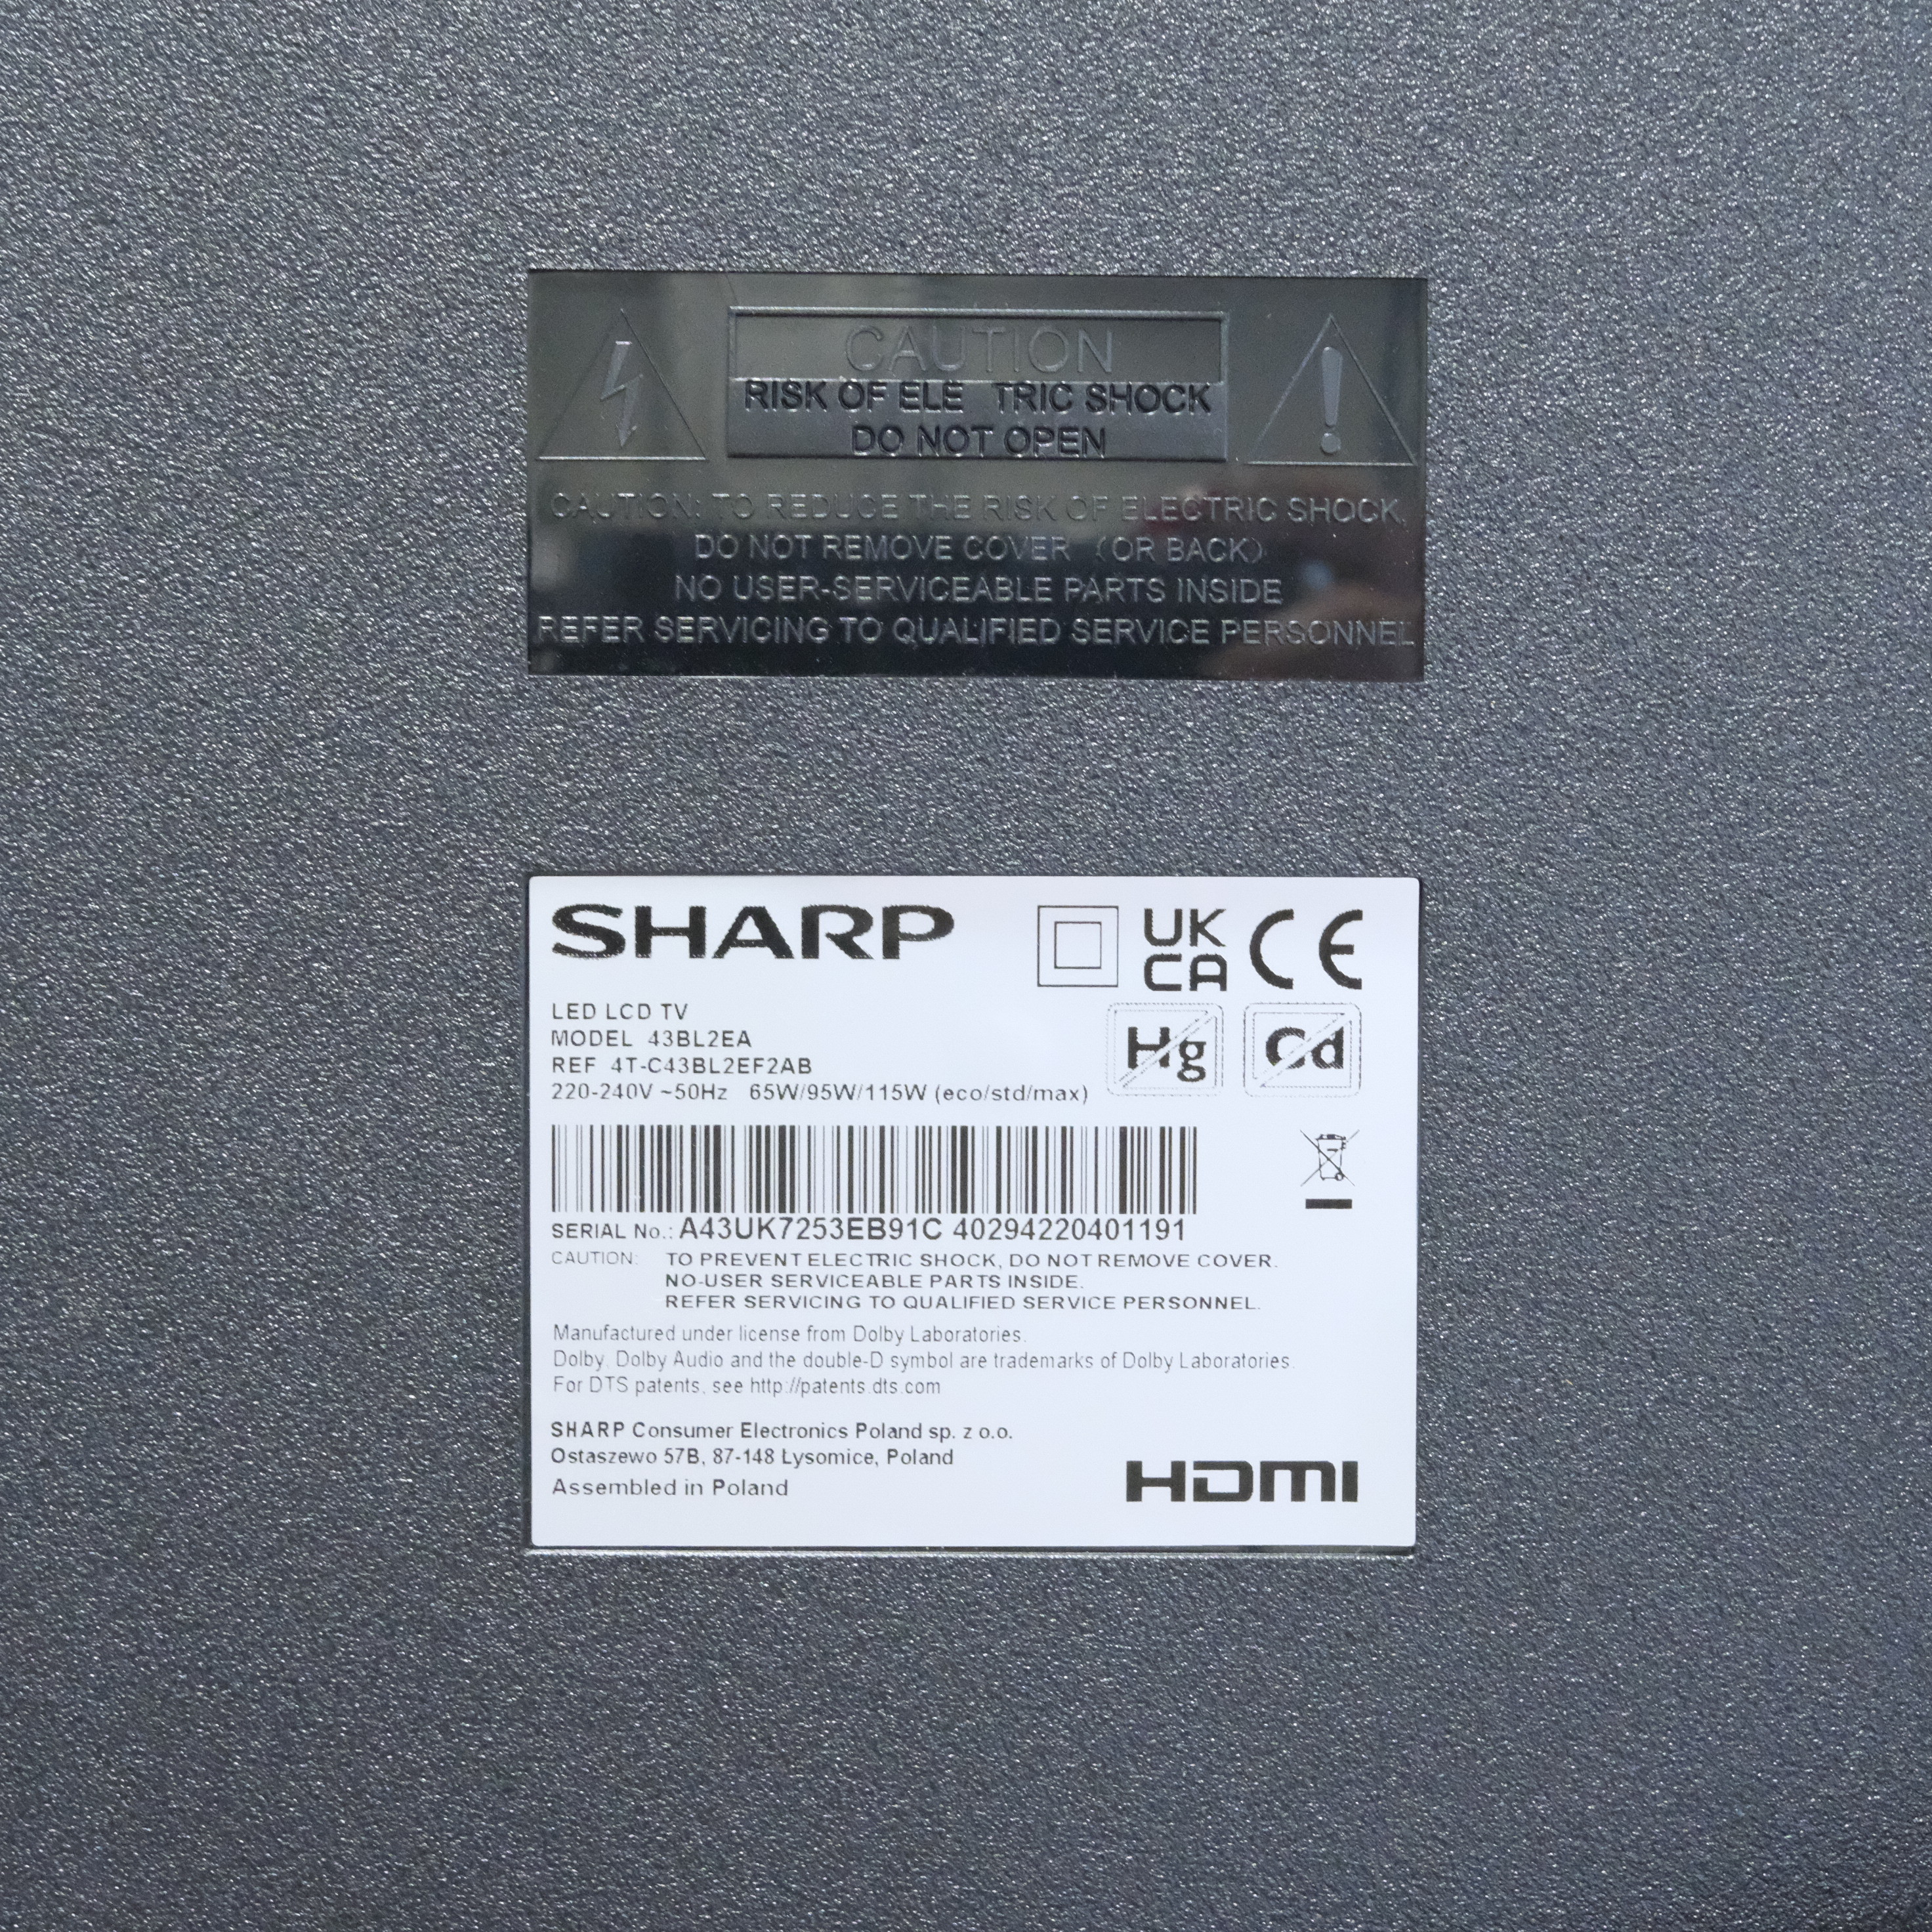 CAUTION
RISK OF ELE TRIC SHOCK
DO NOT OPEN
CAUTION: TO REDUCE THE RISK OF ELECTRIC SHOCK,
DO NOT REMOVE COVER (OR BACK)
NO USER-SERVICEABLE PARTS INSIDE
REFER SERVICING TO QUALIFIED SERVICE PERSONNEL
SHARP
UK
CA
CE
LED LCD TV
MODEL 43BL2EA
REF 4T-C43BL2EF2AB
220-240V ~50Hz 65W/95W/115W (eco/std/max)
Hg
Cd
SERIAL No.: A43UK7253EB91C 40294220401191
CAUTION: TO PREVENT ELECTRIC SHOCK, DO NOT REMOVE COVER.
NO-USER SERVICEABLE PARTS INSIDE.
REFER SERVICING TO QUALIFIED SERVICE PERSONNEL.
Manufactured under license from Dolby Laboratories.
Dolby, Dolby Audio and the double-D symbol are trademarks of Dolby Laboratories.
For DTS patents, see http://patents.dts.com
SHARP Consumer Electronics Poland sp. z o.o.
Ostaszewo 57B, 87-148 Łysomice, Poland
Assembled in Poland
HDMI